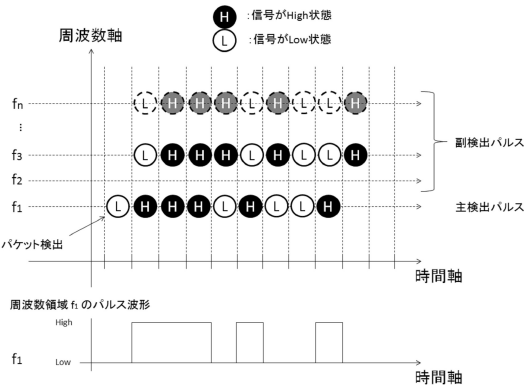 H :信号がHigh状態
L :信号がLow状態
周波数軸
fn L H H H L H L L H
⋮
f3 L H H H L H L L H
副検出パルス
f2
f1 L H H H L H L L H 主検出パルス
パケット検出
時間軸
周波数領域 f1 のパルス波形
High
f1 Low
時間軸